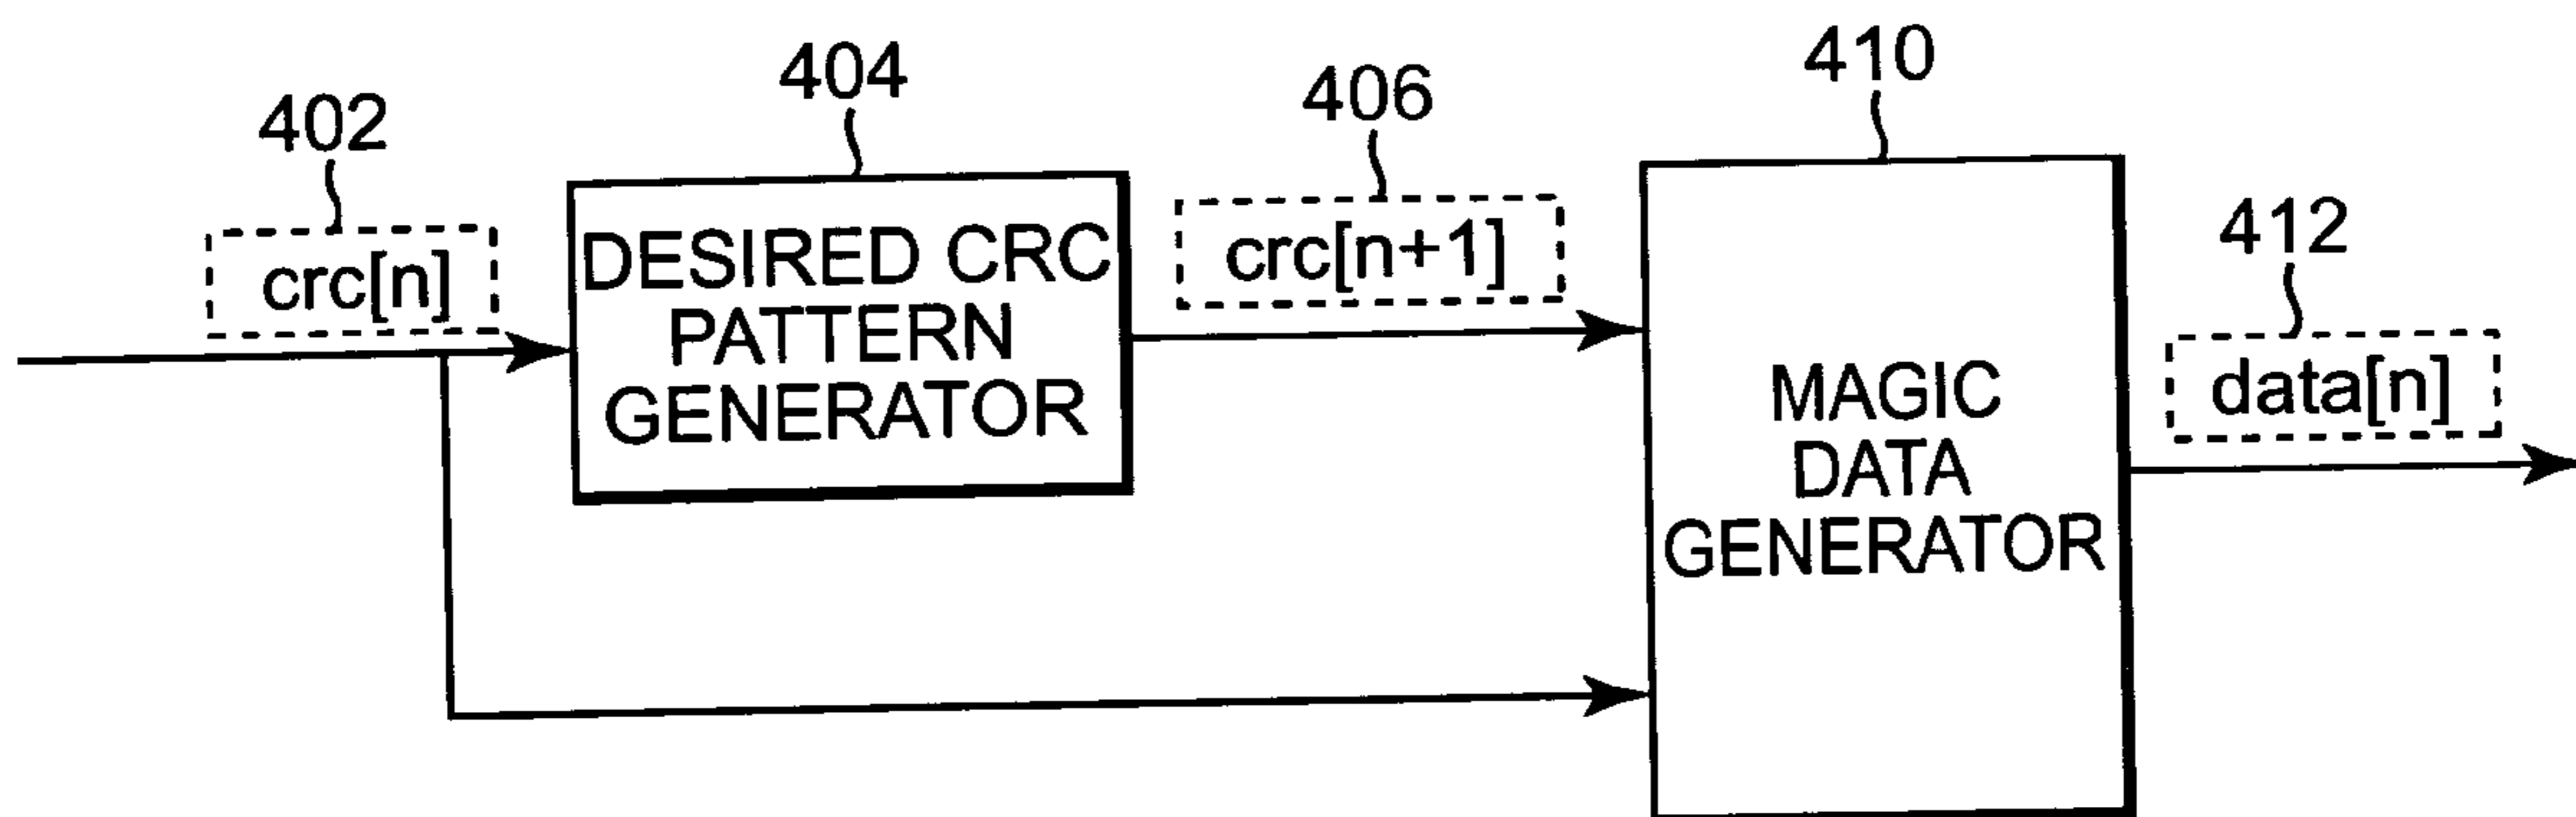 402
404
406
410
412
crc[n]
DESIRED CRC
PATTERN
GENERATOR
crc[n+1]
MAGIC
DATA
GENERATOR
data[n]